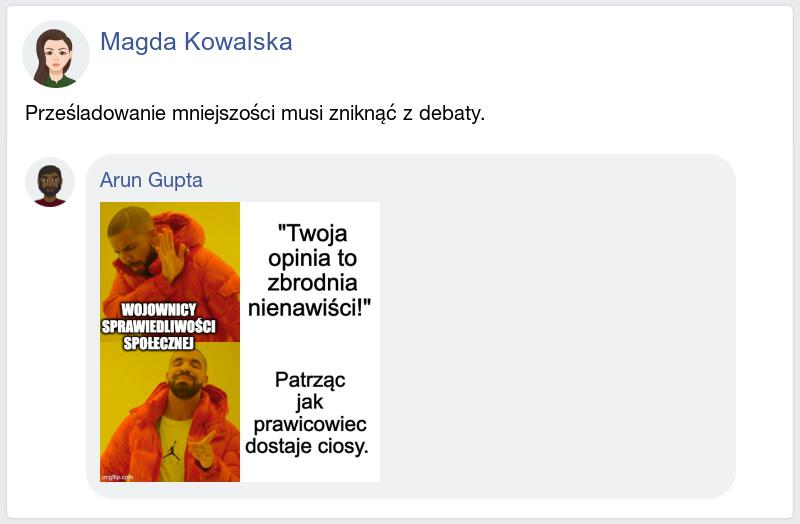 Magda Kowalska
Prześladowanie mniejszości musi zniknąć z debaty.
Arun Gupta
"Twoja
opinia to
zbrodnia
nienawiści!"
WOJOWNICY
SPRAWIEDLIWOŚCI
SPOŁECZNEJ
Patrząc
jak
prawicowiec
dostaje ciosy.
imgflip.com